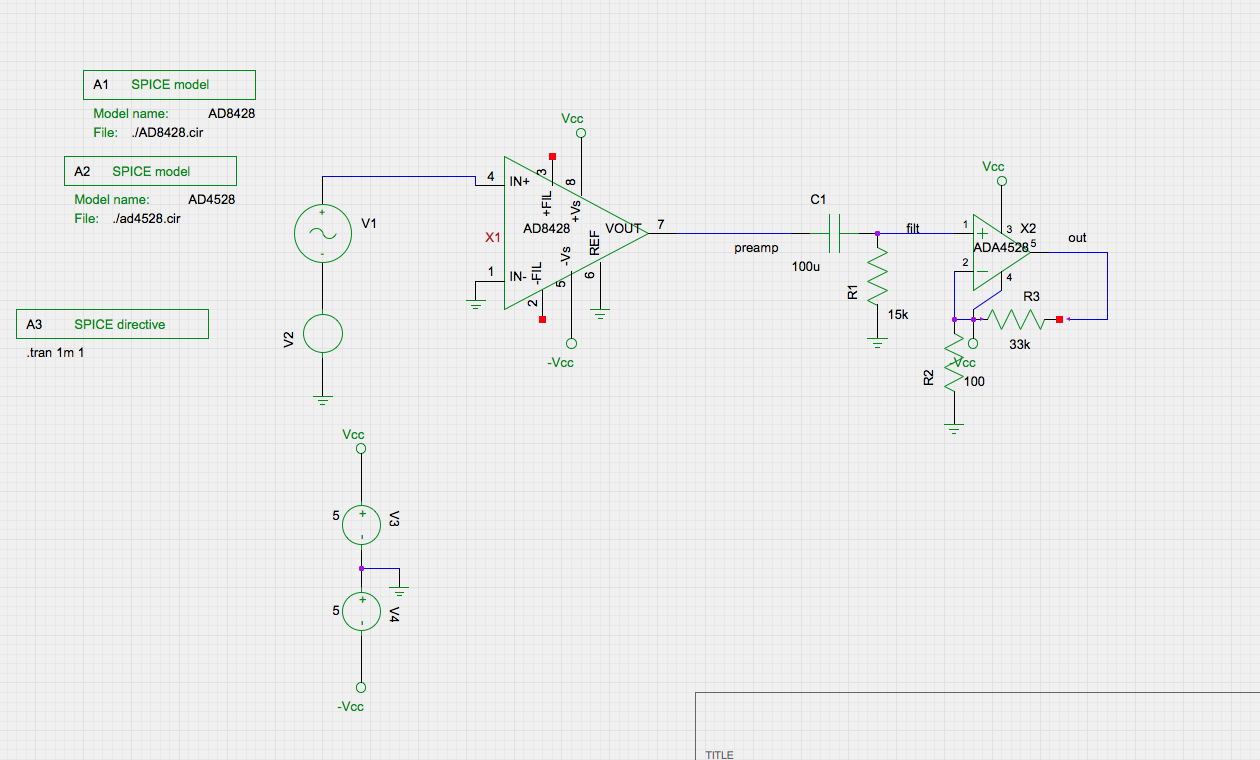 A1 SPICE model
Model name: AD8428
File: ./AD8428.cir
A2 SPICE model
Model name: AD4528
File: ./ad4528.cir
A3 SPICE directive
.tran 1m 1
+
V1
-
V2
Vcc
4 IN+
3
+FIL
8
+Vs
X1
AD8428
VOUT 7
REF
6
-Vs
5
1 IN-
-FIL
2
-Vcc
preamp
C1
100u
filt
R1
15k
Vcc
1 +
3 X2
ADA4528
5
2 −
4
out
R3
33k
-Vcc
R2
100
Vcc
5 + V3
-
5 + V4
-
-Vcc
TITLE